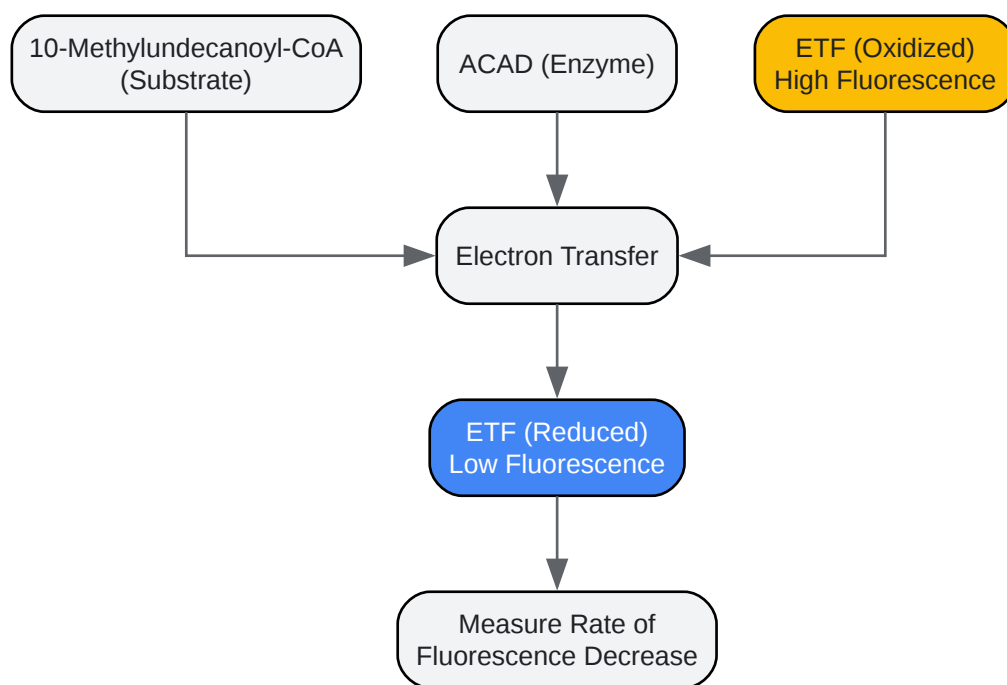 10-Methylundecanoyl-CoA
(Substrate)
ACAD (Enzyme)
ETF (Oxidized)
High Fluorescence
Electron Transfer
ETF (Reduced)
Low Fluorescence
Measure Rate of
Fluorescence Decrease